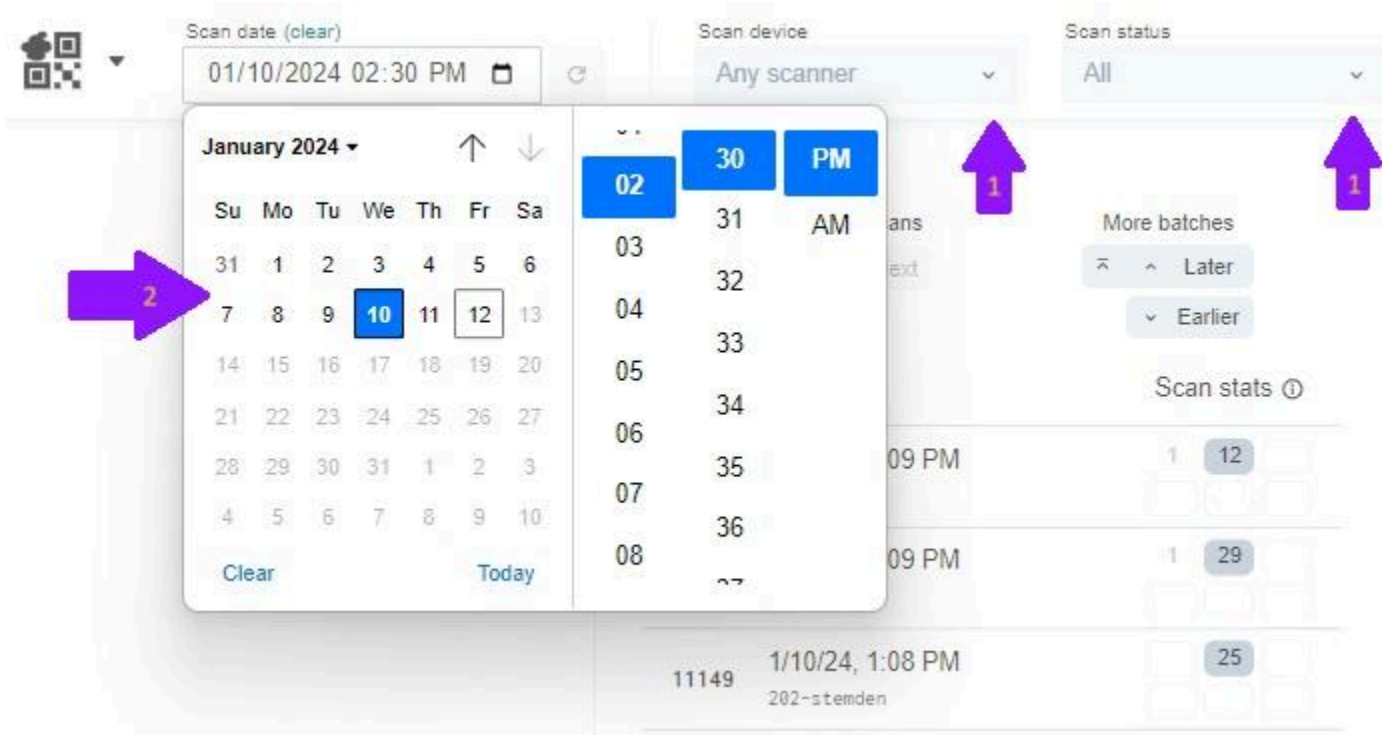 Scan date (clear)
01/10/2024 02:30 PM
Scan device
Any scanner
Scan status
All
1
1
2
January 2024
Su Mo Tu We Th Fr Sa
31 1 2 3 4 5 6
7 8 9 10 11 12 13
14 15 16 17 18 19 20
21 22 23 24 25 26 27
28 29 30 31 1 2 3
4 5 6 7 8 9 10
Clear Today
02
03
04
05
06
07
08
30
31
32
33
34
35
36
PM
AM
ans
ext
More batches
Later
Earlier
Scan stats
09 PM
1 12
09 PM
1 29
11149
1/10/24, 1:08 PM
202-stemden
25